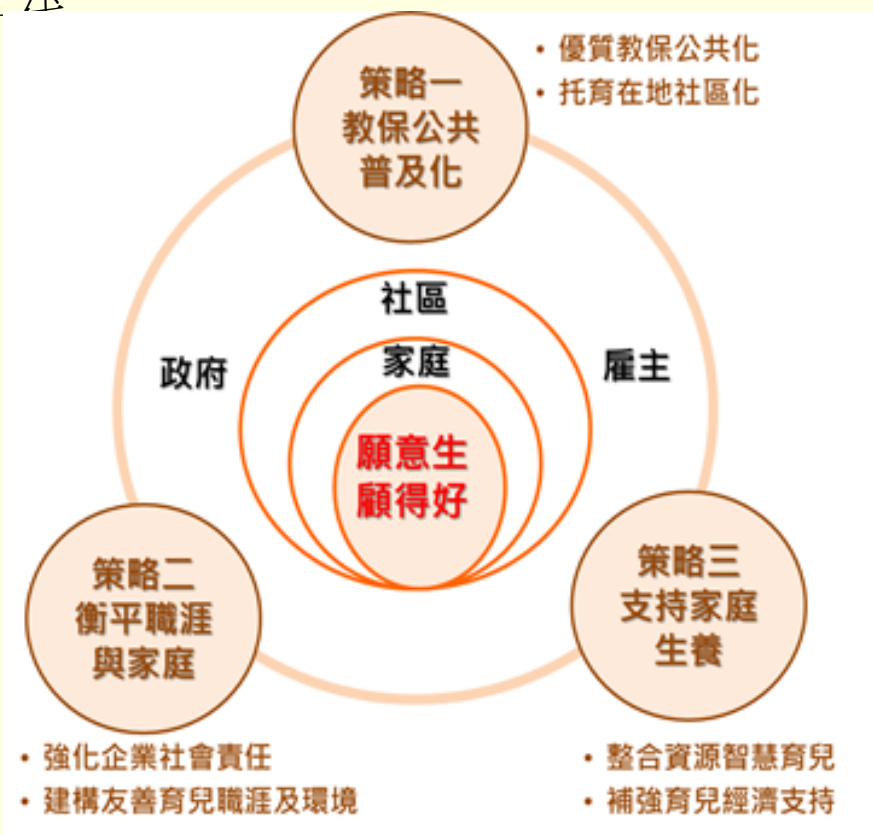 策略一
教保公共
普及化
• 優質教保公共化
• 托育在地社區化
社區
政府
家庭
雇主
願意生
顧得好
策略二
衡平職涯
與家庭
策略三
支持家庭
生養
• 強化企業社會責任
• 建構友善育兒職涯及環境
• 整合資源智慧育兒
• 補強育兒經濟支持